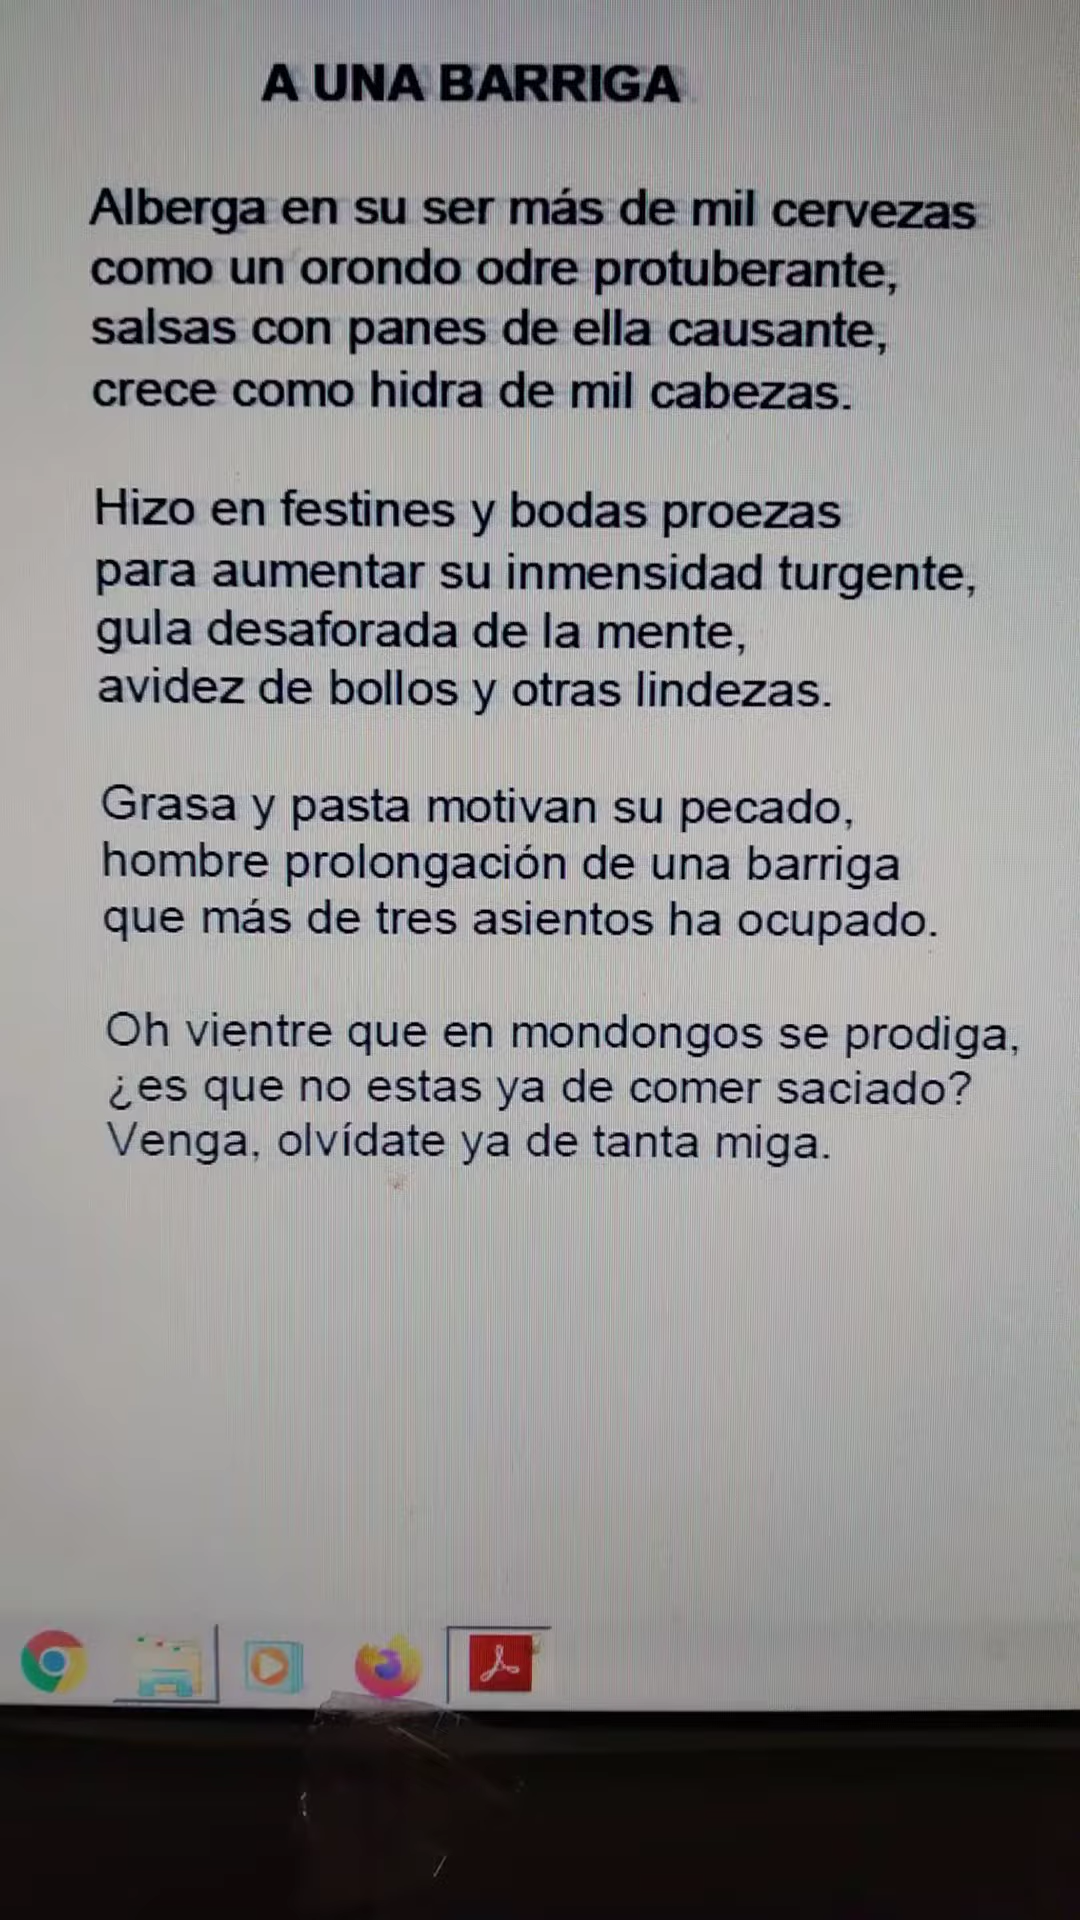 A UNA BARRIGA
Alberga en su ser más de mil cervezas
como un orondo odre protuberante,
salsas con panes de ella causante,
crece como hidra de mil cabezas.
Hizo en festines y bodas proezas
para aumentar su inmensidad turgente,
gula desaforada de la mente,
avidez de bollos y otras lindezas.
Grasa y pasta motivan su pecado,
hombre prolongación de una barriga
que más de tres asientos ha ocupado.
Oh vientre que en mondongos se prodiga,
¿es que no estas ya de comer saciado?
Venga, olvídate ya de tanta miga.